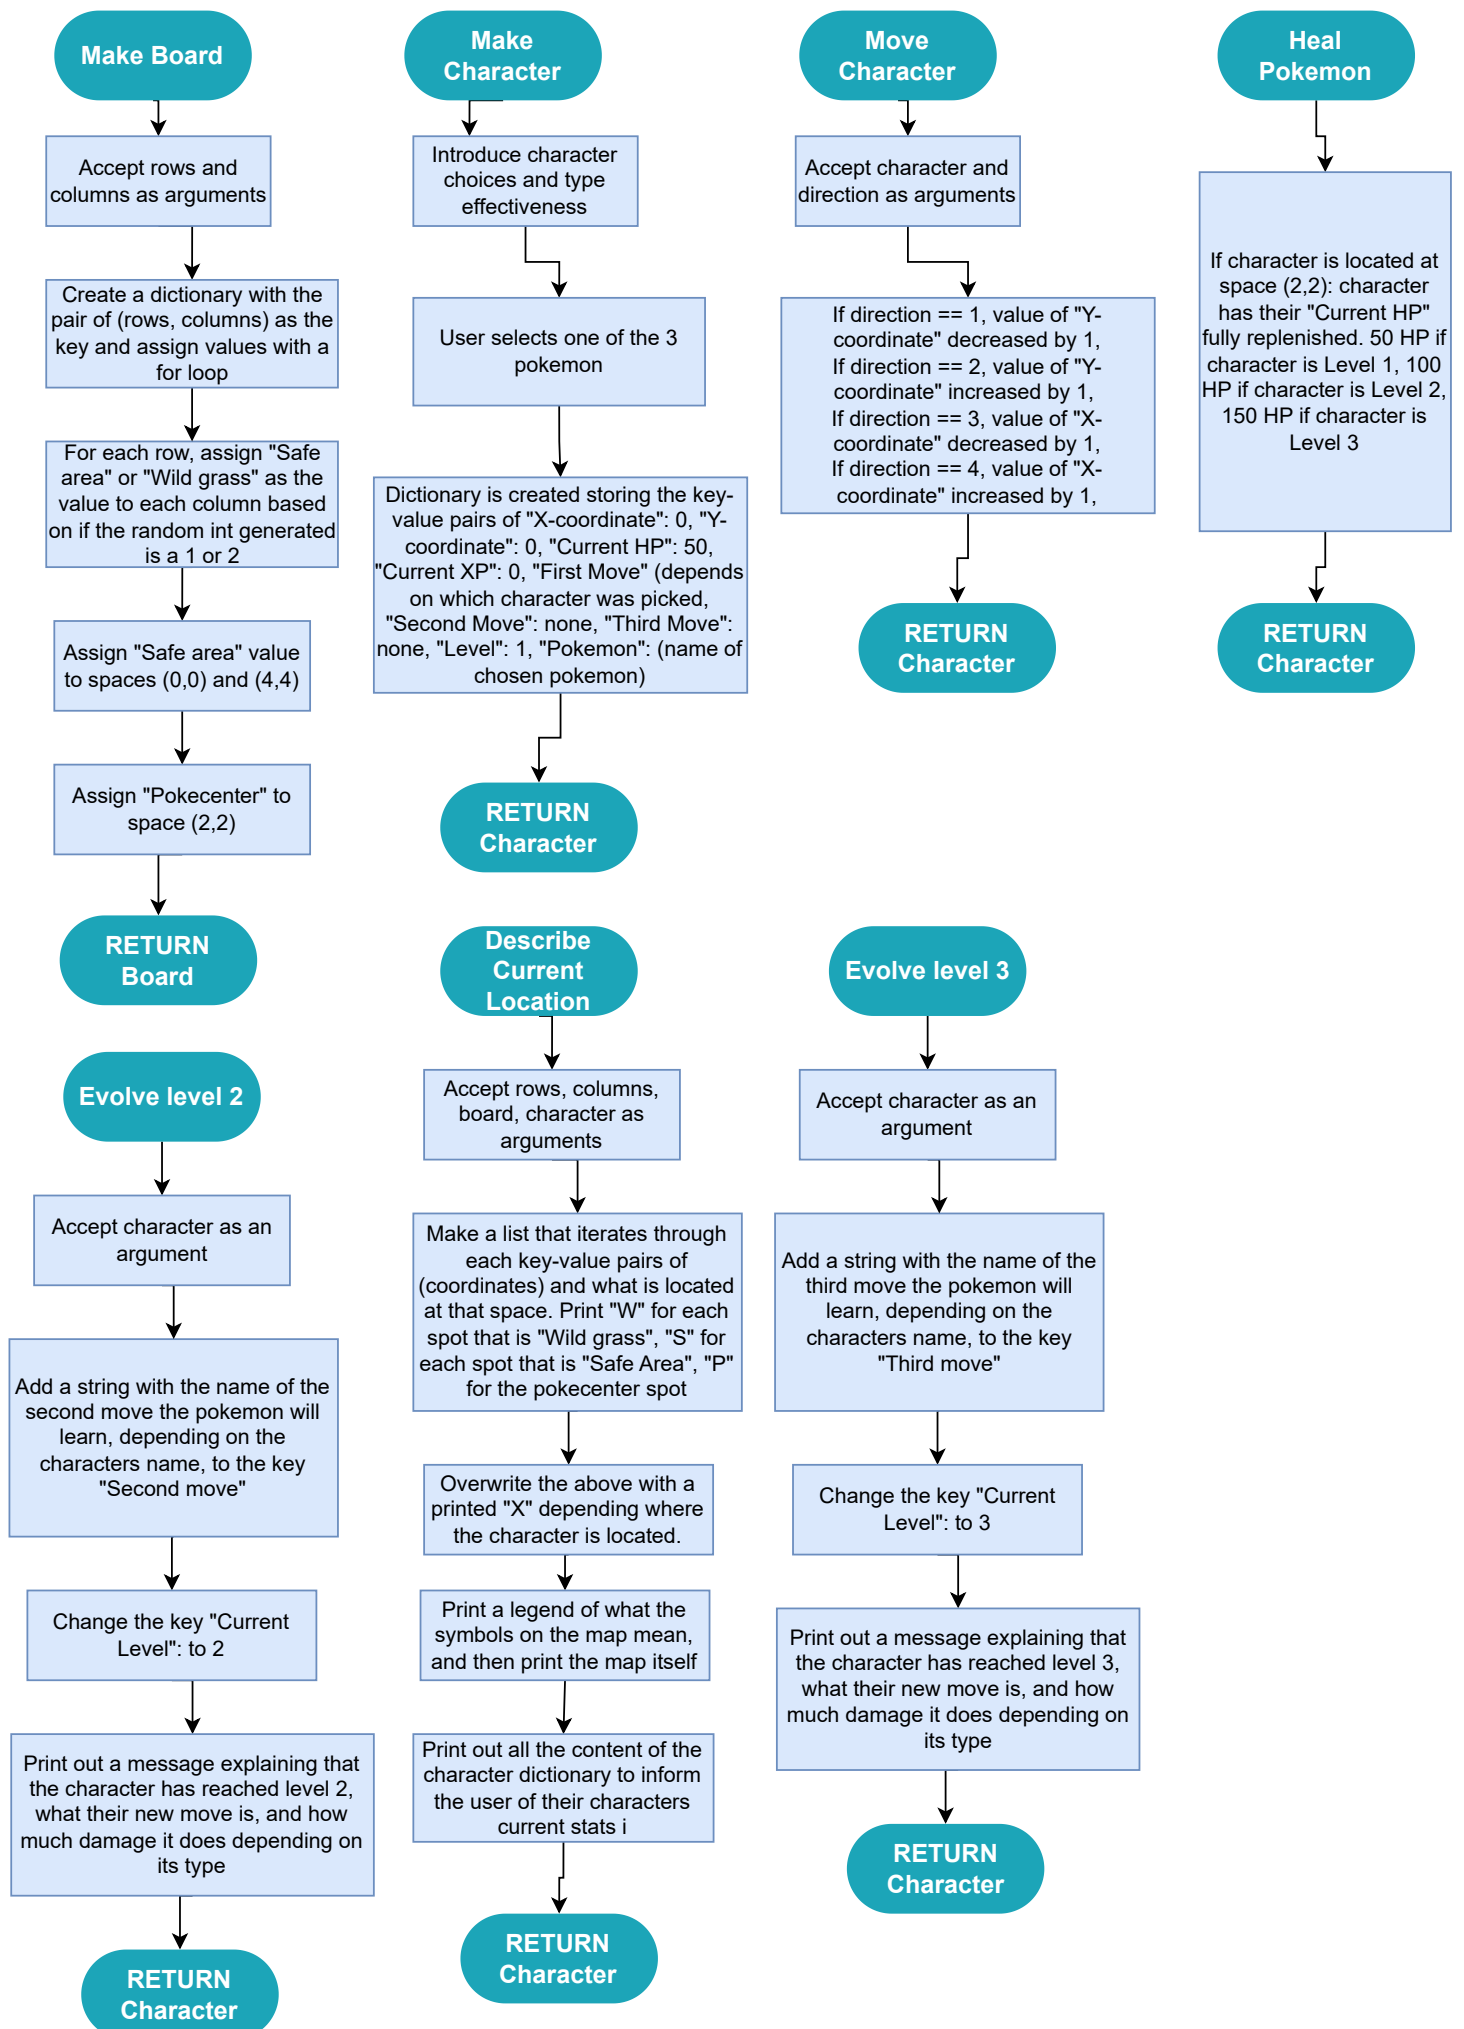 Make Board
Accept rows and
columns as arguments
Create a dictionary with the
pair of (rows, columns) as the
key and assign values with a
for loop
For each row, assign "Safe
area" or "Wild grass" as the
value to each column based
on if the random int generated
is a 1 or 2
Assign "Safe area" value
to spaces (0,0) and (4,4)
Assign "Pokecenter" to
space (2,2)
RETURN
Board
Make
Character
Introduce character
choices and type
effectiveness
User selects one of the 3
pokemon
Dictionary is created storing the key-
value pairs of "X-coordinate": 0, "Y-
coordinate": 0, "Current HP": 50,
"Current XP": 0, "First Move" (depends
on which character was picked,
"Second Move": none, "Third Move":
none, "Level": 1, "Pokemon": (name of
chosen pokemon)
RETURN
Character
Move
Character
Accept character and
direction as arguments
If direction == 1, value of "Y-
coordinate" decreased by 1,
If direction == 2, value of "Y-
coordinate" increased by 1,
If direction == 3, value of "X-
coordinate" decreased by 1,
If direction == 4, value of "X-
coordinate" increased by 1,
RETURN
Character
Heal
Pokemon
If character is located at
space (2,2): character
has their "Current HP"
fully replenished. 50 HP if
character is Level 1, 100
HP if character is Level 2,
150 HP if character is
Level 3
RETURN
Character
Evolve level 2
Accept character as an
argument
Add a string with the name of the
second move the pokemon will
learn, depending on the
characters name, to the key
"Second move"
Change the key "Current
Level": to 2
Print out a message explaining that
the character has reached level 2,
what their new move is, and how
much damage it does depending on
its type
RETURN
Character
Describe
Current
Location
Accept rows, columns,
board, character as
arguments
Make a list that iterates through
each key-value pairs of
(coordinates) and what is located
at that space. Print "W" for each
spot that is "Wild grass", "S" for
each spot that is "Safe Area", "P"
for the pokecenter spot
Overwrite the above with a
printed "X" depending where
the character is located.
Print a legend of what the
symbols on the map mean,
and then print the map itself
Print out all the content of the
character dictionary to inform
the user of their characters
current stats i
RETURN
Character
Evolve level 3
Accept character as an
argument
Add a string with the name of the
third move the pokemon will
learn, depending on the
characters name, to the key
"Third move"
Change the key "Current
Level": to 3
Print out a message explaining that
the character has reached level 3,
what their new move is, and how
much damage it does depending on
its type
RETURN
Character